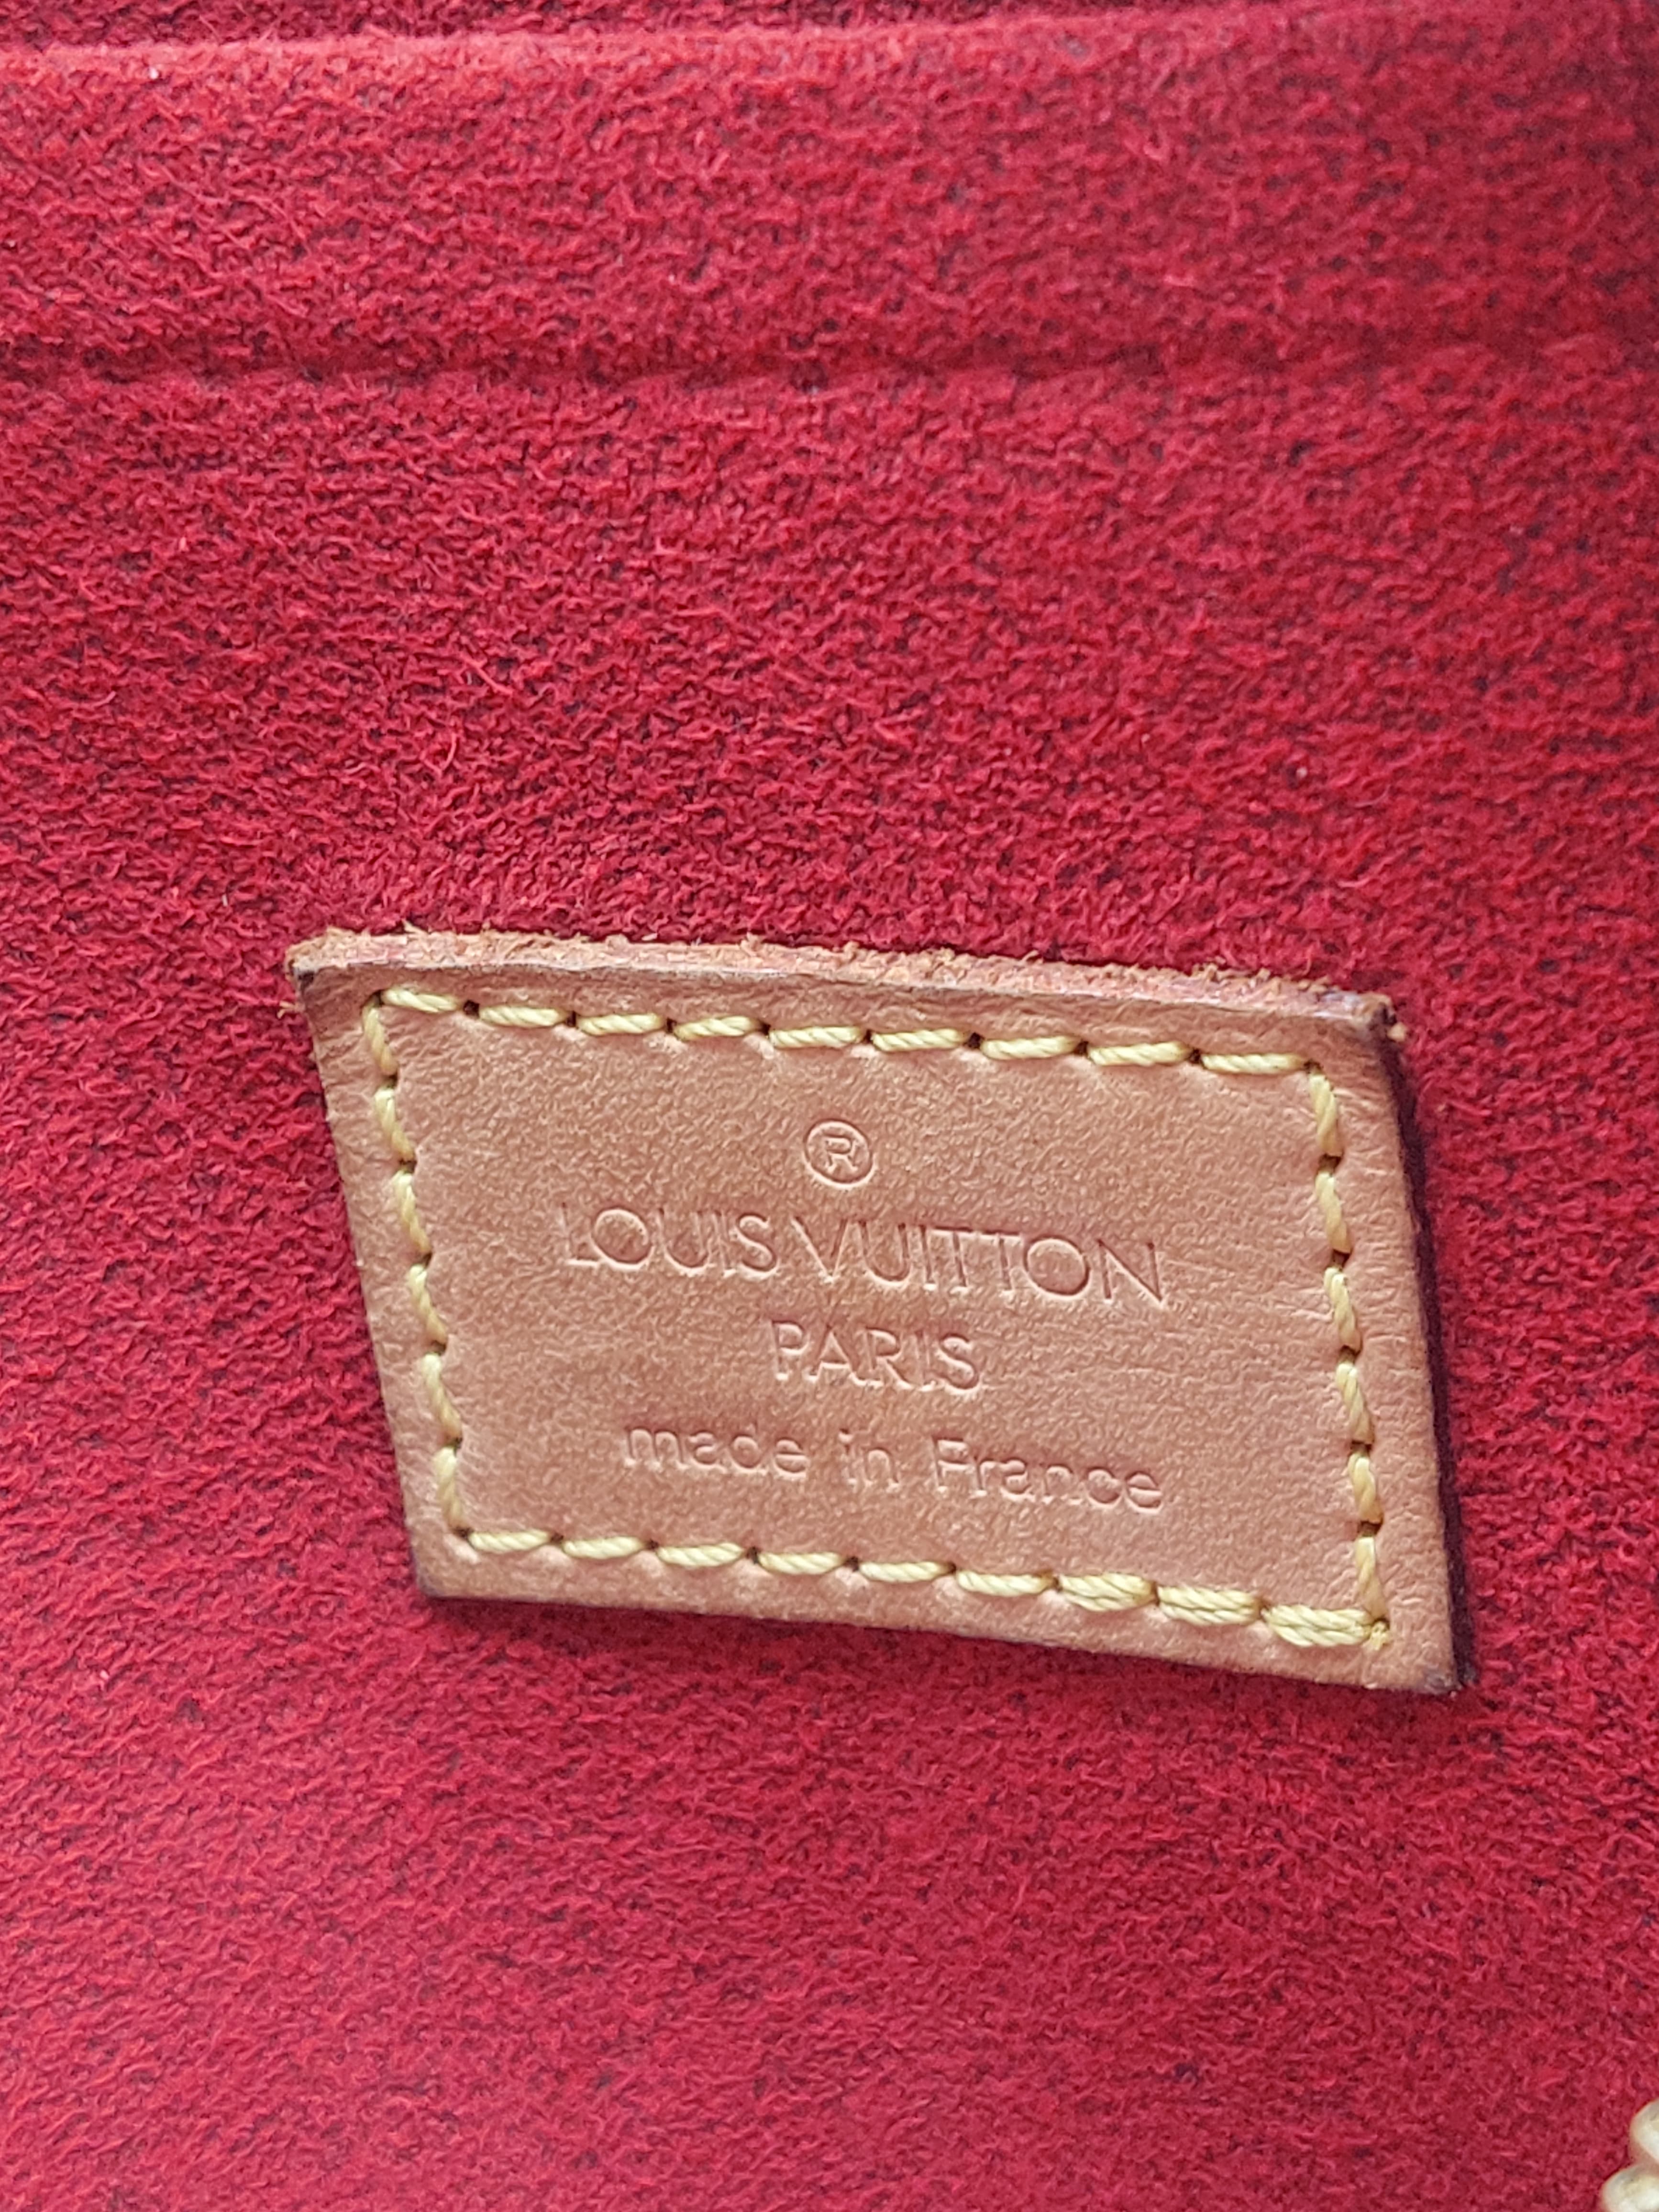 ®
LOUIS VUITTON
PARIS
made in France